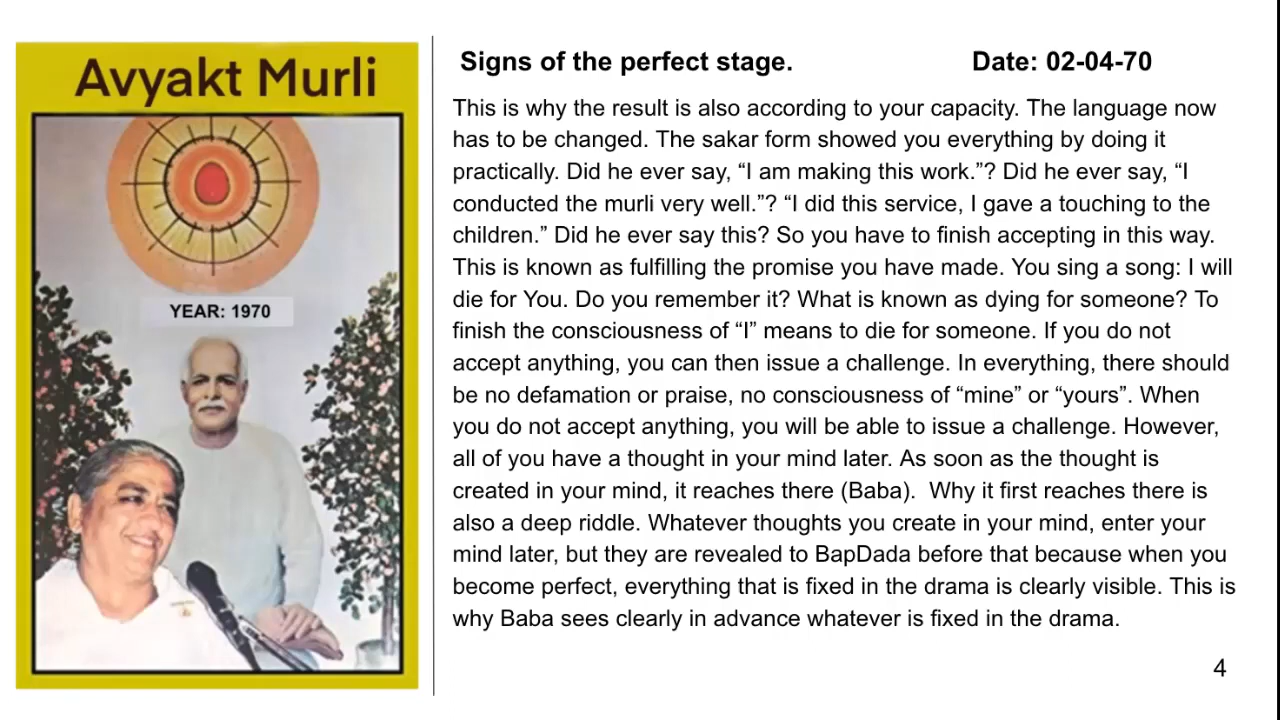 Avyakt Murli
YEAR: 1970
Signs of the perfect stage. Date: 02-04-70
This is why the result is also according to your capacity. The language now
has to be changed. The sakar form showed you everything by doing it
practically. Did he ever say, “I am making this work.”? Did he ever say, “I
conducted the murli very well.”? “I did this service, I gave a touching to the
children.” Did he ever say this? So you have to finish accepting in this way.
This is known as fulfilling the promise you have made. You sing a song: I will
die for You. Do you remember it? What is known as dying for someone? To
finish the consciousness of “I” means to die for someone. If you do not
accept anything, you can then issue a challenge. In everything, there should
be no defamation or praise, no consciousness of “mine” or “yours”. When
you do not accept anything, you will be able to issue a challenge. However,
all of you have a thought in your mind later. As soon as the thought is
created in your mind, it reaches there (Baba).  Why it first reaches there is
also a deep riddle. Whatever thoughts you create in your mind, enter your
mind later, but they are revealed to BapDada before that because when you
become perfect, everything that is fixed in the drama is clearly visible. This is
why Baba sees clearly in advance whatever is fixed in the drama.
4